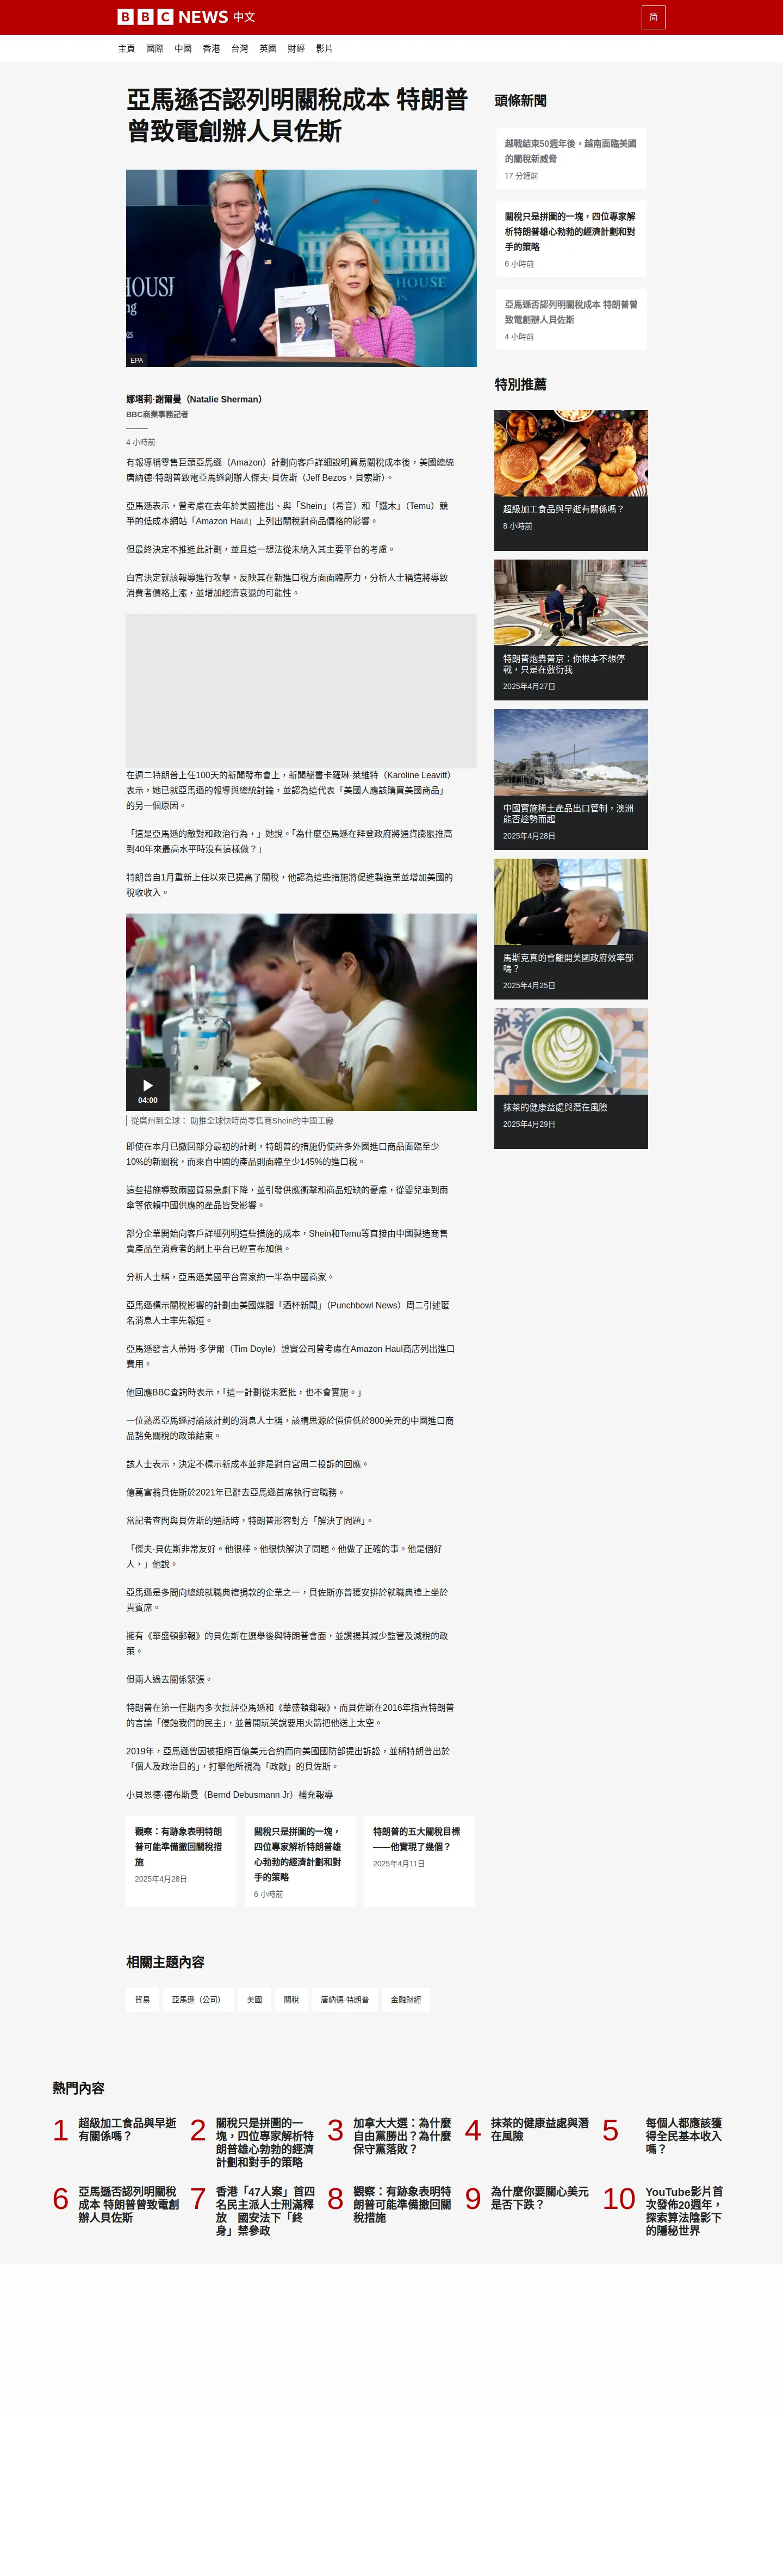 BBC NEWS 中文
简
主頁 國際 中國 香港 台灣 英國 財經 影片
亞馬遜否認列明關稅成本 特朗普
曾致電創辦人貝佐斯
EPA
娜塔莉·謝爾曼（Natalie Sherman）
BBC商業事務記者
4 小時前
有報導稱零售巨頭亞馬遜（Amazon）計劃向客戶詳細說明貿易關稅成本後，美國總統
唐納德·特朗普致電亞馬遜創辦人傑夫·貝佐斯（Jeff Bezos，貝索斯）。
亞馬遜表示，曾考慮在去年於美國推出、與「Shein」（希音）和「鐵木」（Temu）競
爭的低成本網站「Amazon Haul」上列出關稅對商品價格的影響。
但最終決定不推進此計劃，並且這一想法從未納入其主要平台的考慮。
白宮決定就該報導進行攻擊，反映其在新進口稅方面面臨壓力，分析人士稱這將導致
消費者價格上漲，並增加經濟衰退的可能性。
在週二特朗普上任100天的新聞發布會上，新聞秘書卡羅琳·萊維特（Karoline Leavitt）
表示，她已就亞馬遜的報導與總統討論，並認為這代表「美國人應該購買美國商品」
的另一個原因。
「這是亞馬遜的敵對和政治行為，」她說。「為什麼亞馬遜在拜登政府將通貨膨脹推高
到40年來最高水平時沒有這樣做？」
特朗普自1月重新上任以來已提高了關稅，他認為這些措施將促進製造業並增加美國的
稅收收入。
04:00
從廣州到全球： 助推全球快時尚零售商Shein的中國工廠
即使在本月已撤回部分最初的計劃，特朗普的措施仍使許多外國進口商品面臨至少
10%的新關稅，而來自中國的產品則面臨至少145%的進口稅。
這些措施導致兩國貿易急劇下降，並引發供應衝擊和商品短缺的憂慮，從嬰兒車到雨
傘等依賴中國供應的產品皆受影響。
部分企業開始向客戶詳細列明這些措施的成本，Shein和Temu等直接由中國製造商售
賣產品至消費者的網上平台已經宣布加價。
分析人士稱，亞馬遜美國平台賣家約一半為中國商家。
亞馬遜標示關稅影響的計劃由美國媒體「酒杯新聞」（Punchbowl News）周二引述匿
名消息人士率先報道。
亞馬遜發言人蒂姆·多伊爾（Tim Doyle）證實公司曾考慮在Amazon Haul商店列出進口
費用。
他回應BBC查詢時表示，「這一計劃從未獲批，也不會實施。」
一位熟悉亞馬遜討論該計劃的消息人士稱，該構思源於價值低於800美元的中國進口商
品豁免關稅的政策結束。
該人士表示，決定不標示新成本並非是對白宮周二投訴的回應。
億萬富翁貝佐斯於2021年已辭去亞馬遜首席執行官職務。
當記者查問與貝佐斯的通話時，特朗普形容對方「解決了問題」。
「傑夫·貝佐斯非常友好。他很棒。他很快解決了問題。他做了正確的事。他是個好
人，」他說。
亞馬遜是多間向總統就職典禮捐款的企業之一，貝佐斯亦曾獲安排於就職典禮上坐於
貴賓席。
擁有《華盛頓郵報》的貝佐斯在選舉後與特朗普會面，並讚揚其減少監管及減稅的政
策。
但兩人過去關係緊張。
特朗普在第一任期內多次批評亞馬遜和《華盛頓郵報》，而貝佐斯在2016年指責特朗普
的言論「侵蝕我們的民主」，並曾開玩笑說要用火箭把他送上太空。
2019年，亞馬遜曾因被拒絕百億美元合約而向美國國防部提出訴訟，並稱特朗普出於
「個人及政治目的」，打擊他所視為「政敵」的貝佐斯。
小貝恩德·德布斯曼（Bernd Debusmann Jr）補充報導
觀察：有跡象表明特朗
普可能準備撤回關稅措
施
2025年4月28日
關稅只是拼圖的一塊，
四位專家解析特朗普雄
心勃勃的經濟計劃和對
手的策略
6 小時前
特朗普的五大關稅目標
——他實現了幾個？
2025年4月11日
相關主題內容
貿易 亞馬遜（公司） 美國 關稅 唐納德·特朗普 金融財經
頭條新聞
越戰結束50週年後，越南面臨美國
的關稅新威脅
17 分鐘前
關稅只是拼圖的一塊，四位專家解
析特朗普雄心勃勃的經濟計劃和對
手的策略
6 小時前
亞馬遜否認列明關稅成本 特朗普曾
致電創辦人貝佐斯
4 小時前
特別推薦
超級加工食品與早逝有關係嗎？
8 小時前
特朗普炮轟普京：你根本不想停
戰，只是在敷衍我
2025年4月27日
中國實施稀土產品出口管制，澳洲
能否趁勢而起
2025年4月28日
馬斯克真的會離開美國政府效率部
嗎？
2025年4月25日
抹茶的健康益處與潛在風險
2025年4月29日
熱門內容
1
超級加工食品與早逝
有關係嗎？
2
關稅只是拼圖的一
塊，四位專家解析特
朗普雄心勃勃的經濟
計劃和對手的策略
3
加拿大大選：為什麼
自由黨勝出？為什麼
保守黨落敗？
4
抹茶的健康益處與潛
在風險
5
每個人都應該獲
得全民基本收入
嗎？
6
亞馬遜否認列明關稅
成本 特朗普曾致電創
辦人貝佐斯
7
香港「47人案」首四
名民主派人士刑滿釋
放　國安法下「終
身」禁參政
8
觀察：有跡象表明特
朗普可能準備撤回關
稅措施
9
為什麼你要關心美元
是否下跌？
10
YouTube影片首
次發佈20週年，
探索算法陰影下
的隱秘世界